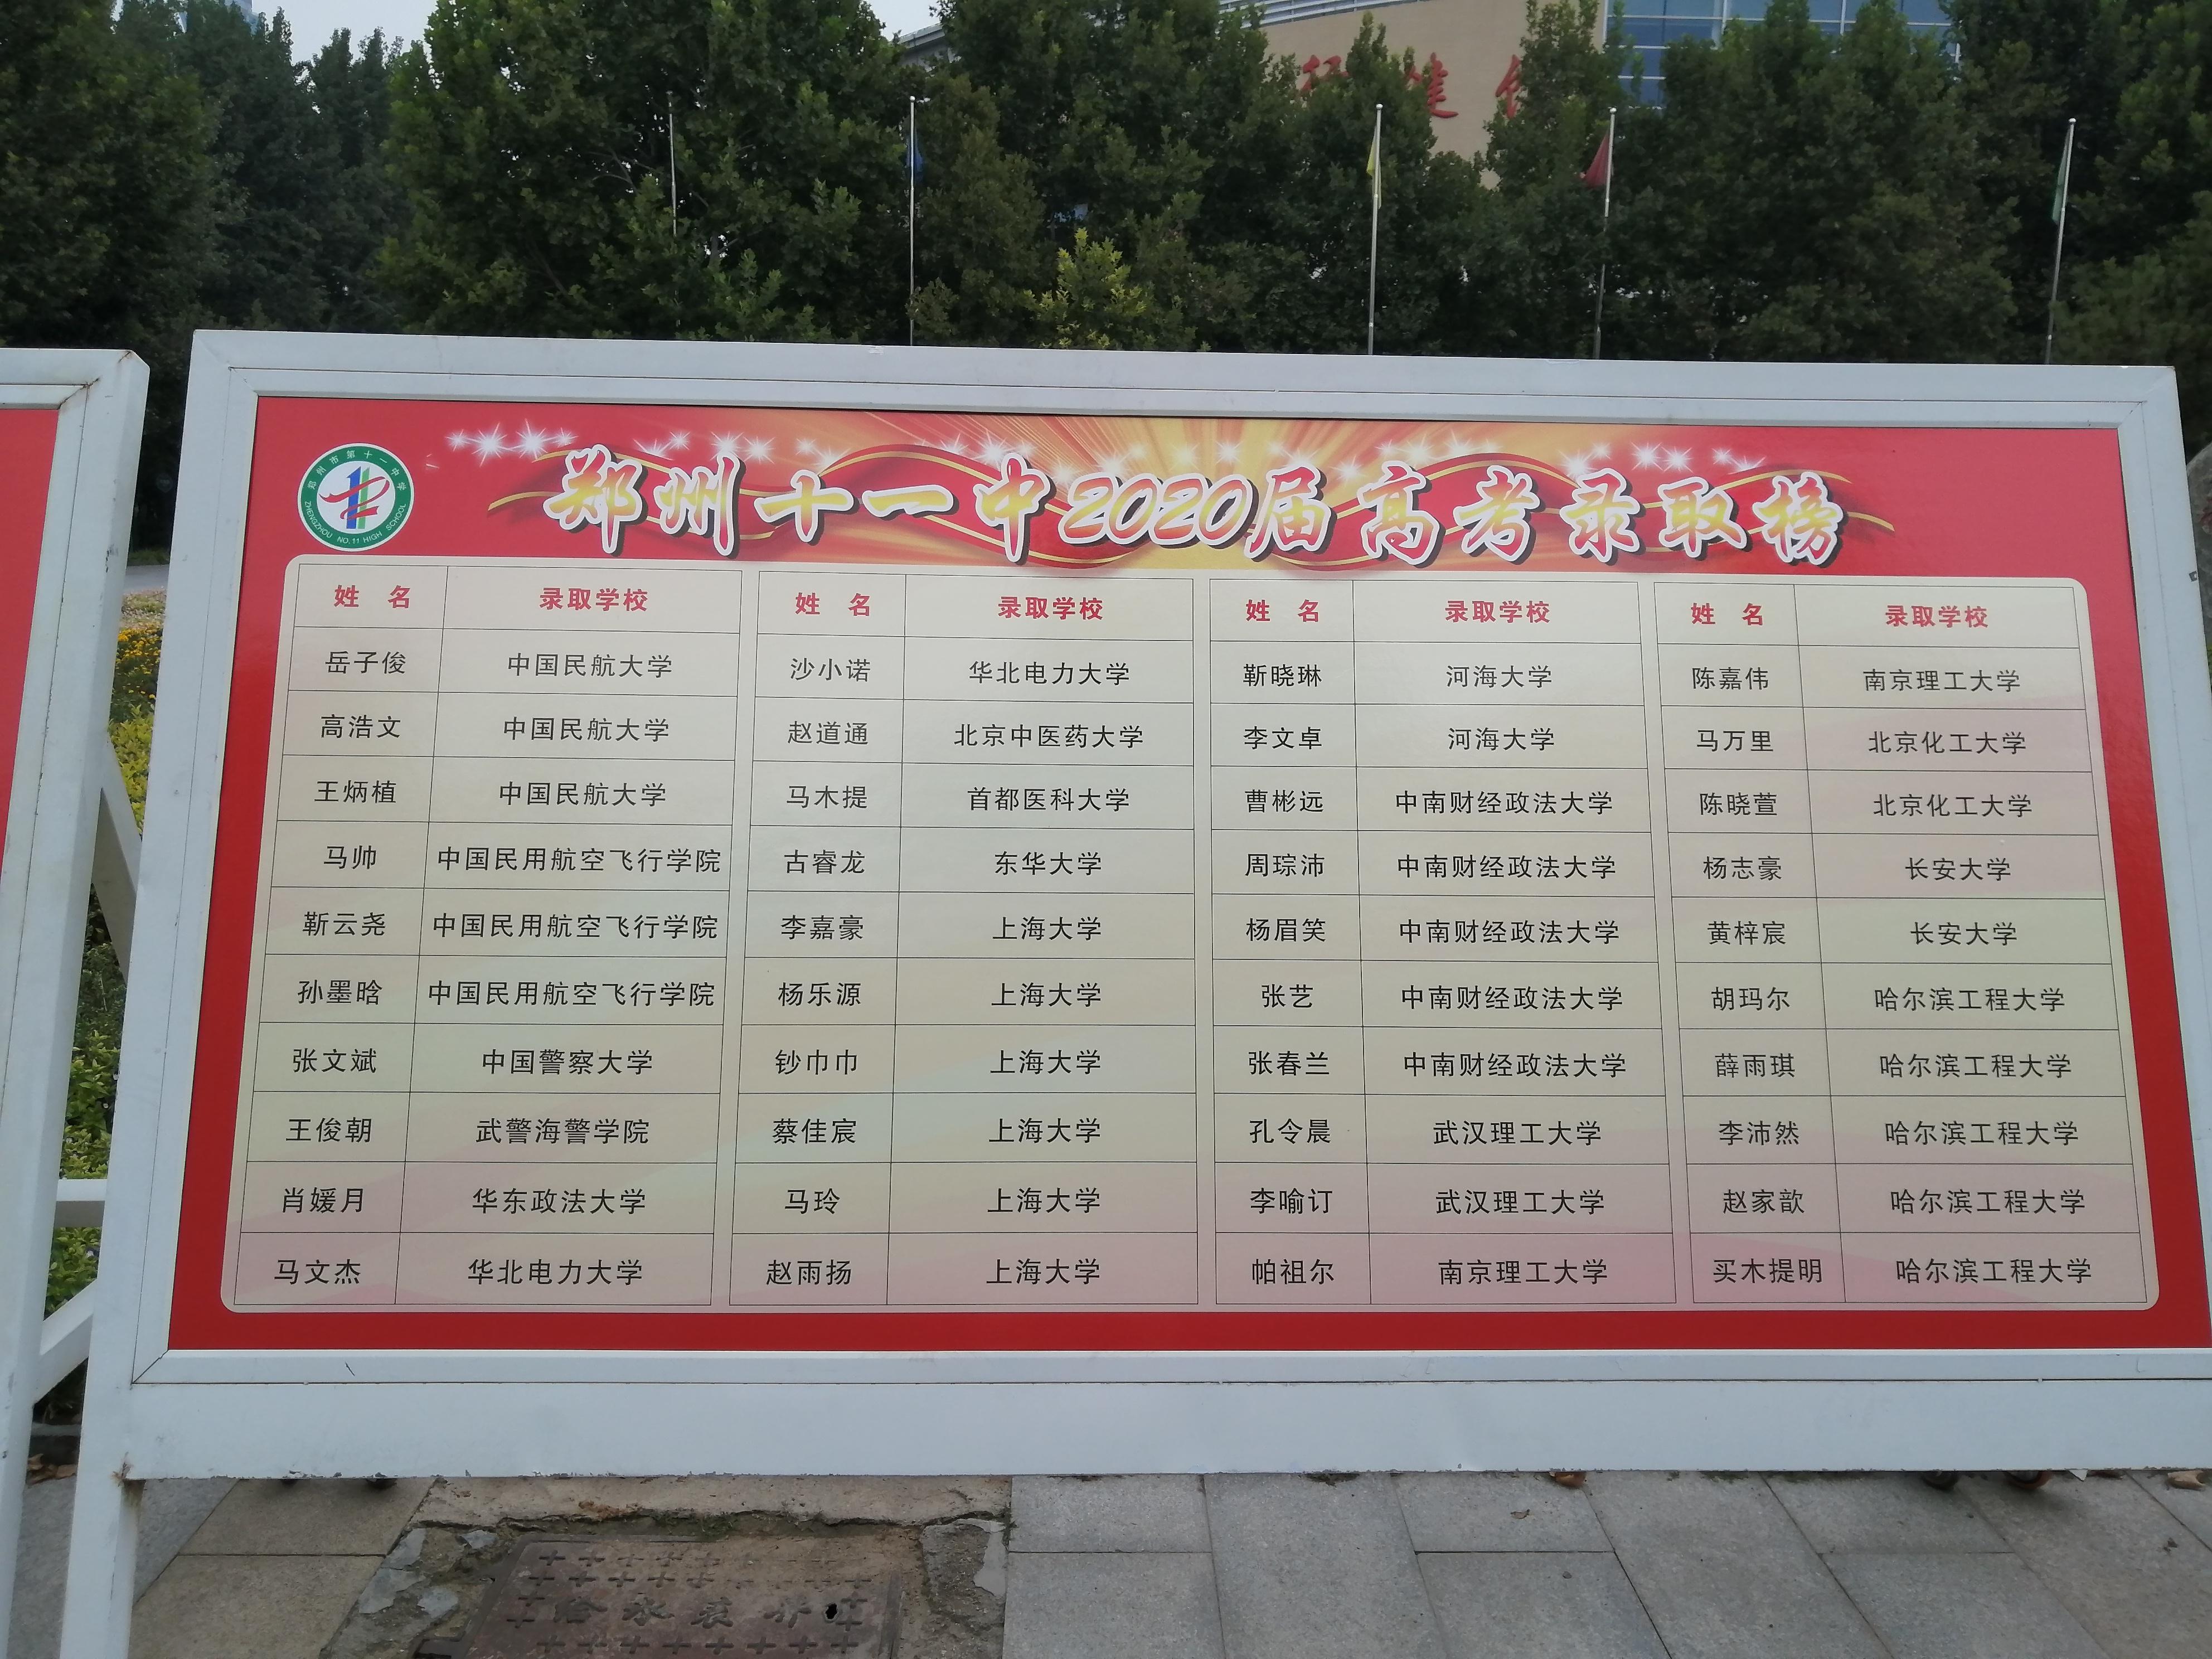 行健
郑州市第十一中学
ZHENGZHOU NO.11 HIGH SCHOOL
郑州十一中2020届高考录取榜
姓 名 录取学校 姓 名 录取学校 姓 名 录取学校 姓 名 录取学校
岳子俊 中国民航大学 沙小诺 华北电力大学 靳晓琳 河海大学 陈嘉伟 南京理工大学
高浩文 中国民航大学 赵道通 北京中医药大学 李文卓 河海大学 马万里 北京化工大学
王炳植 中国民航大学 马木提 首都医科大学 曹彬远 中南财经政法大学 陈晓萱 北京化工大学
马帅 中国民用航空飞行学院 古睿龙 东华大学 周琮沛 中南财经政法大学 杨志豪 长安大学
靳云尧 中国民用航空飞行学院 李嘉豪 上海大学 杨眉笑 中南财经政法大学 黄梓宸 长安大学
孙墨晗 中国民用航空飞行学院 杨乐源 上海大学 张艺 中南财经政法大学 胡玛尔 哈尔滨工程大学
张文斌 中国警察大学 钞巾巾 上海大学 张春兰 中南财经政法大学 薛雨琪 哈尔滨工程大学
王俊朝 武警海警学院 蔡佳宸 上海大学 孔令晨 武汉理工大学 李沛然 哈尔滨工程大学
肖媛月 华东政法大学 马玲 上海大学 李喻订 武汉理工大学 赵家歆 哈尔滨工程大学
马文杰 华北电力大学 赵雨扬 上海大学 帕祖尔 南京理工大学 买木提明 哈尔滨工程大学